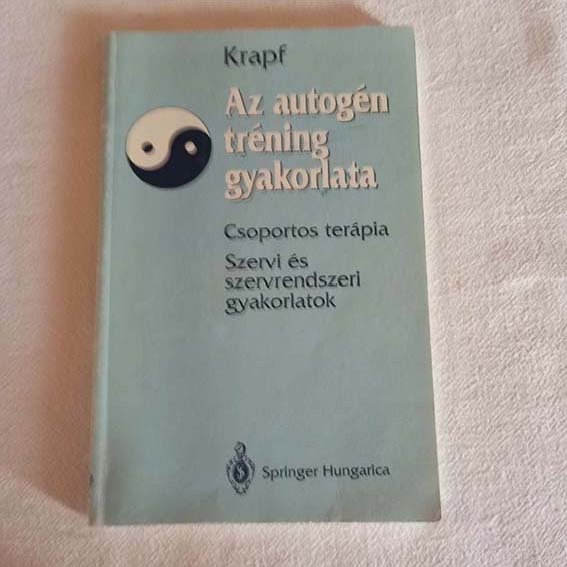 Krapf
Az autogén
tréning
gyakorlata
Csoportos terápia
Szervi és
szervrendszeri
gyakorlatok
Springer Hungarica